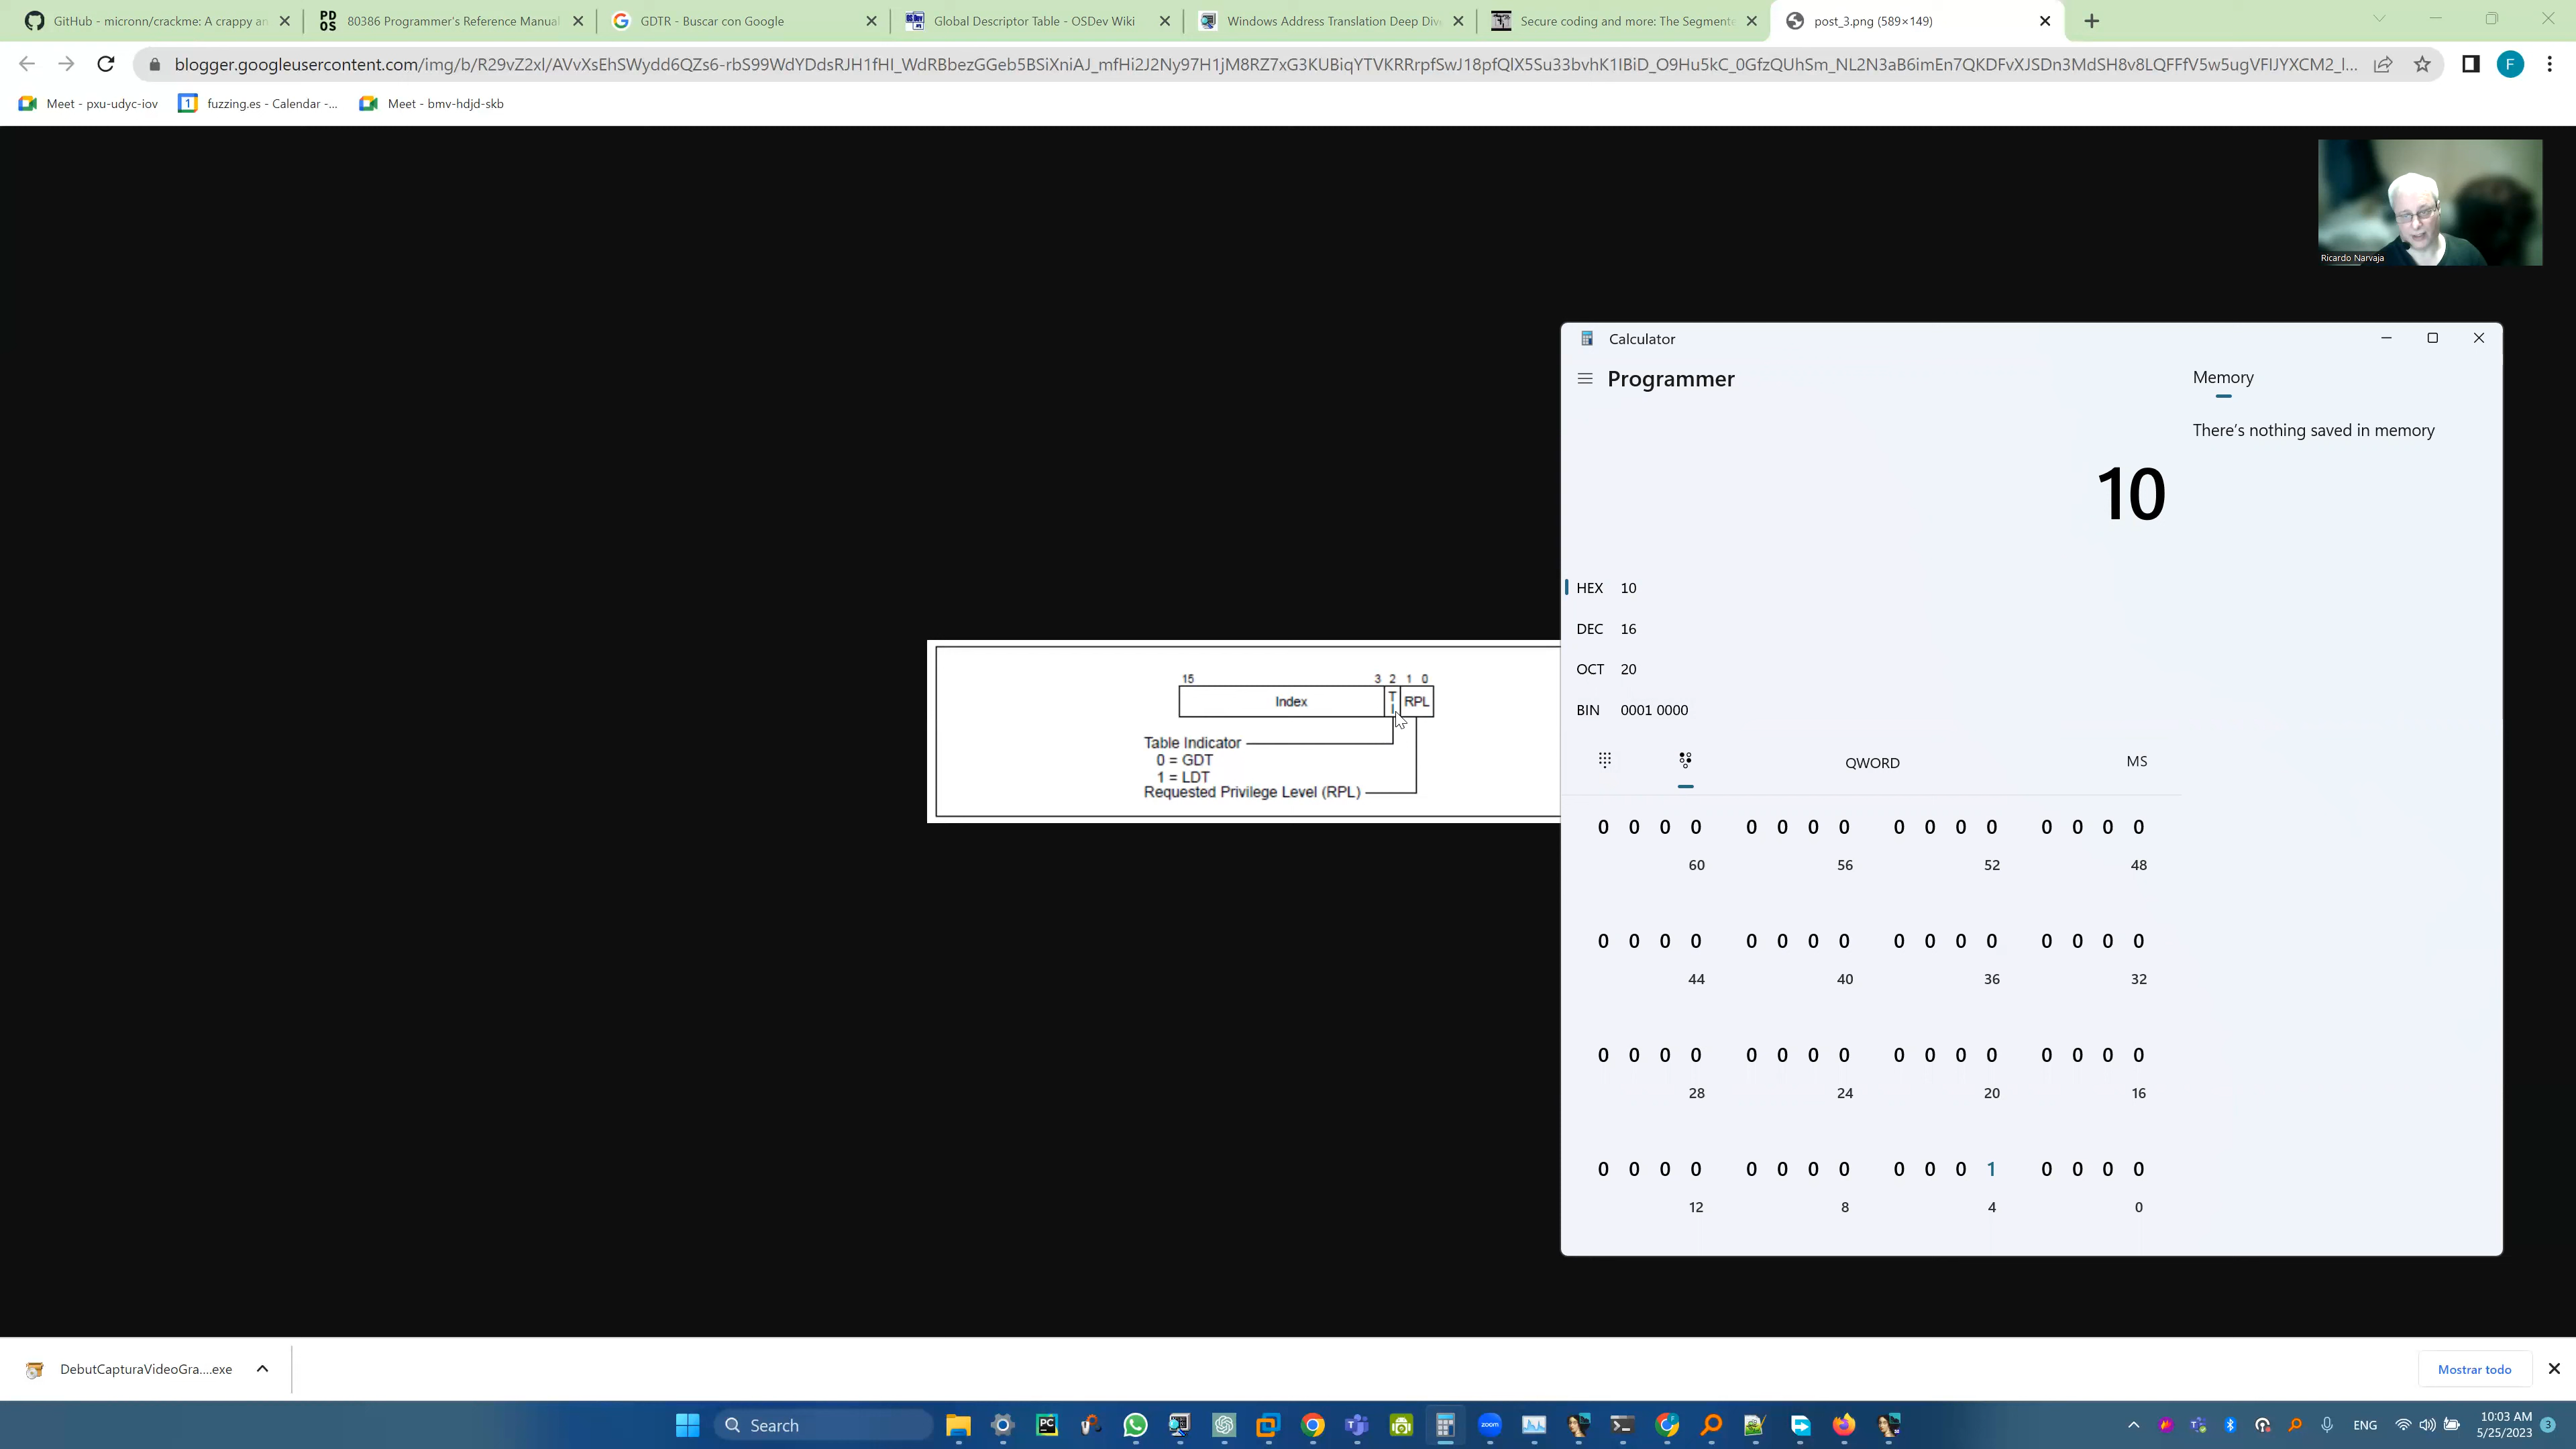 GitHub - micronn/crackme: A crappy an
80386 Programmer's Reference Manual
GDTR - Buscar con Google
Global Descriptor Table - OSDev Wiki
Windows Address Translation Deep Div
Secure coding and more: The Segmente
post_3.png (589×149)
F
Meet - pxu-udyc-iov
fuzzing.es - Calendar -...
Meet - bmv-hdjd-skb
Ricardo Narvaja
Calculator
Programmer
Memory
There's nothing saved in memory
10
HEX 10
DEC 16
OCT 20
BIN 0001 0000
QWORD MS
0 0 0 0 0 0 0 0 0 0 0 0 0 0 0 0
60 56 52 48
0 0 0 0 0 0 0 0 0 0 0 0 0 0 0 0
44 40 36 32
0 0 0 0 0 0 0 0 0 0 0 0 0 0 0 0
28 24 20 16
0 0 0 0 0 0 0 0 0 0 0 1 0 0 0 0
12 8 4 0
15 3 2 1 0
Index TI RPL
Table Indicator
0 = GDT
1 = LDT
Requested Privilege Level (RPL)
DebutCapturaVideoGra....exe
Mostrar todo
Search
ENG
10:03 AM
5/25/2023
3